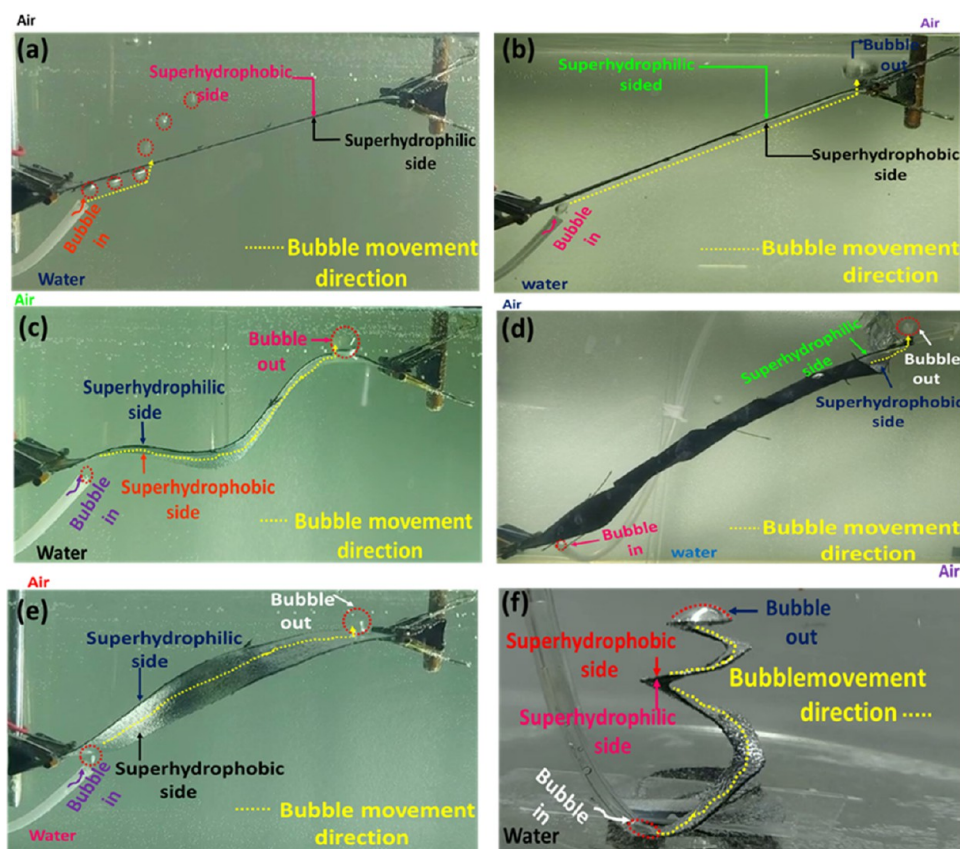 Air
(a)
Superhydrophobic
side
Superhydrophilic
side
Bubble
in
Bubble movement
direction
Water
Air
(b)
Bubble
out
Superhydrophilic
sided
Superhydrophobic
side
Bubble
in
Bubble movement
direction
water
Air
(c)
Bubble
out
Superhydrophilic
side
Superhydrophobic
side
Bubble
in
Bubble movement
direction
Water
Air
(d)
Superhydrophilic
side
Bubble
out
Superhydrophobic
side
Bubble
in
Bubble movement
direction
water
Air
(e)
Bubble
out
Superhydrophilic
side
Superhydrophobic
side
Bubble
in
Bubble movement
direction
Water
Air
(f)
Bubble
out
Superhydrophobic
side
Superhydrophilic
side
Bubblemovement
direction
Bubble
in
Water